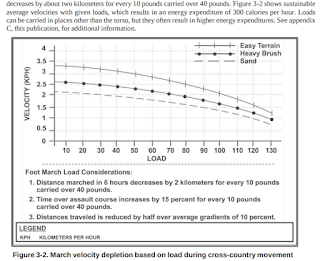 decreases by about two kilometers for every 10 pounds carried over 40 pounds. Figure 3-2 shows sustainable
average velocities with given loads, which results in an energy expenditure of 300 calories per hour. Loads
can be carried in places other than the torso, but they often result in higher energy expenditures. See appendix
C, this publication, for additional information.
Easy Terrain
Heavy Brush
Sand
VELOCITY (KPH)
4
3.5
3
2.5
2
1.5
1
0.5
0
10 20 30 40 50 60 70 80 90 100 110 120 130
LOAD
Foot March Load Considerations:
1. Distance marched in 6 hours decreases by 2 kilometers for every 10 pounds
carried over 40 pounds.
2. Time over assault course increases by 15 percent for every 10 pounds
carried over 40 pounds.
3. Distances traveled is reduced by half over average gradients of 10 percent.
LEGEND
KPH KILOMETERS PER HOUR
Figure 3-2. March velocity depletion based on load during cross-country movement